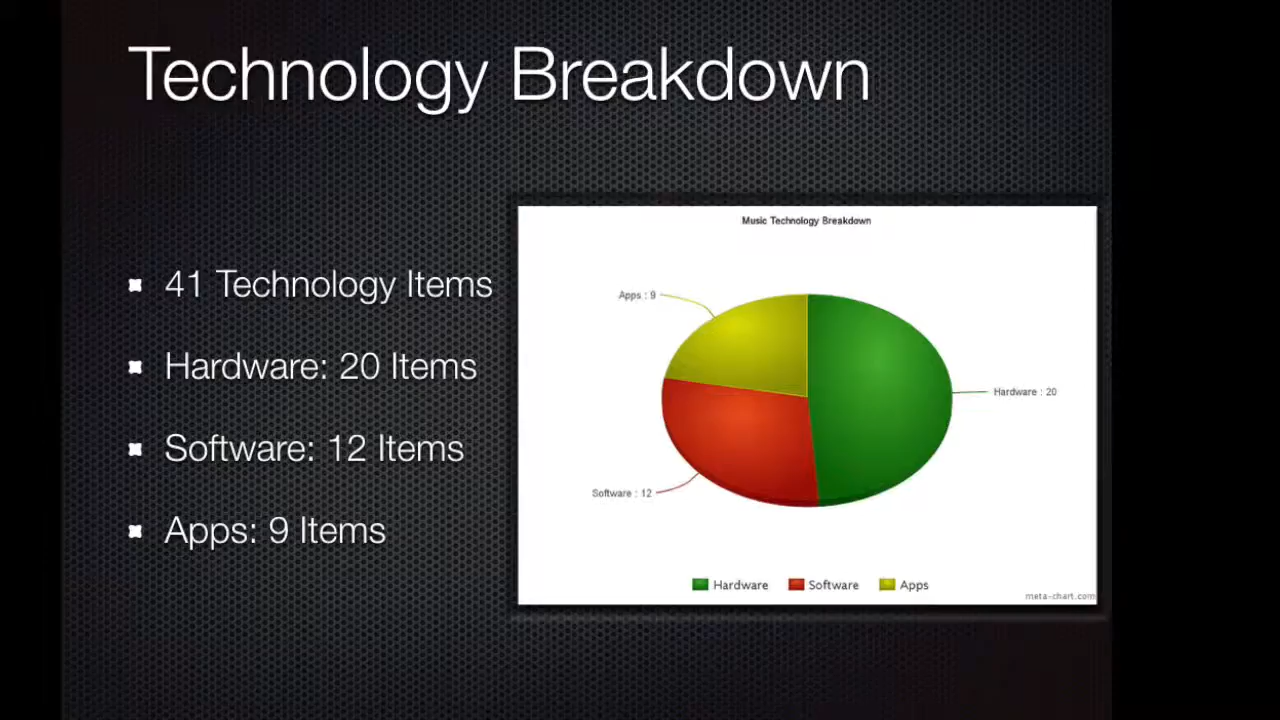 Technology Breakdown
41 Technology Items
Hardware: 20 Items
Software: 12 Items
Apps: 9 Items
Music Technology Breakdown
Apps : 9
Hardware : 20
Software : 12
Hardware Software Apps
meta-chart.com